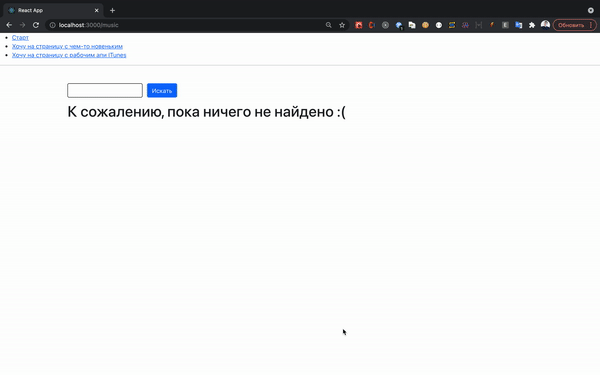 React App
localhost:3000/music
Обновить
Старт
Хочу на страницу с чем-то новеньким
Хочу на страницу с рабочим апи iTunes
Искать
К сожалению, пока ничего не найдено :(